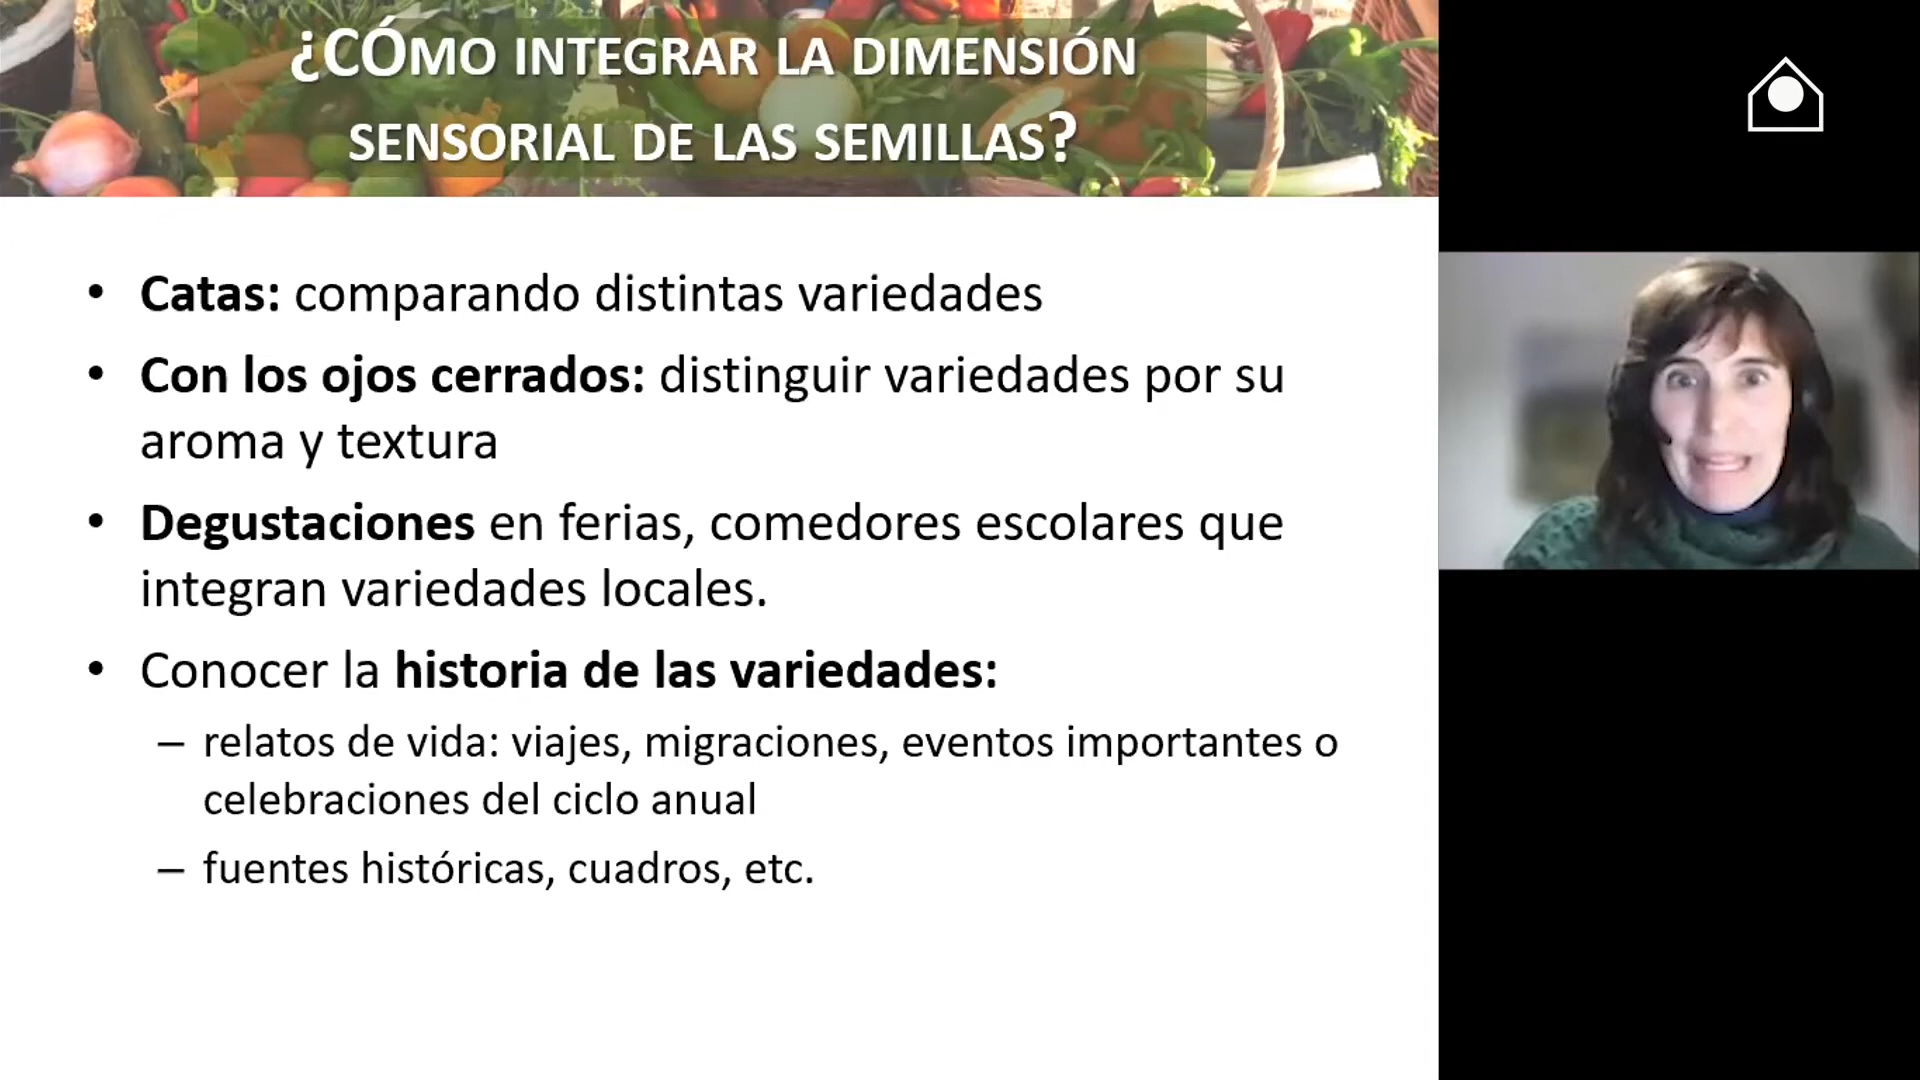 ¿CÓMO INTEGRAR LA DIMENSIÓN
SENSORIAL DE LAS SEMILLAS?
• Catas: comparando distintas variedades
• Con los ojos cerrados: distinguir variedades por su
aroma y textura
• Degustaciones en ferias, comedores escolares que
integran variedades locales.
• Conocer la historia de las variedades:
– relatos de vida: viajes, migraciones, eventos importantes o
celebraciones del ciclo anual
– fuentes históricas, cuadros, etc.